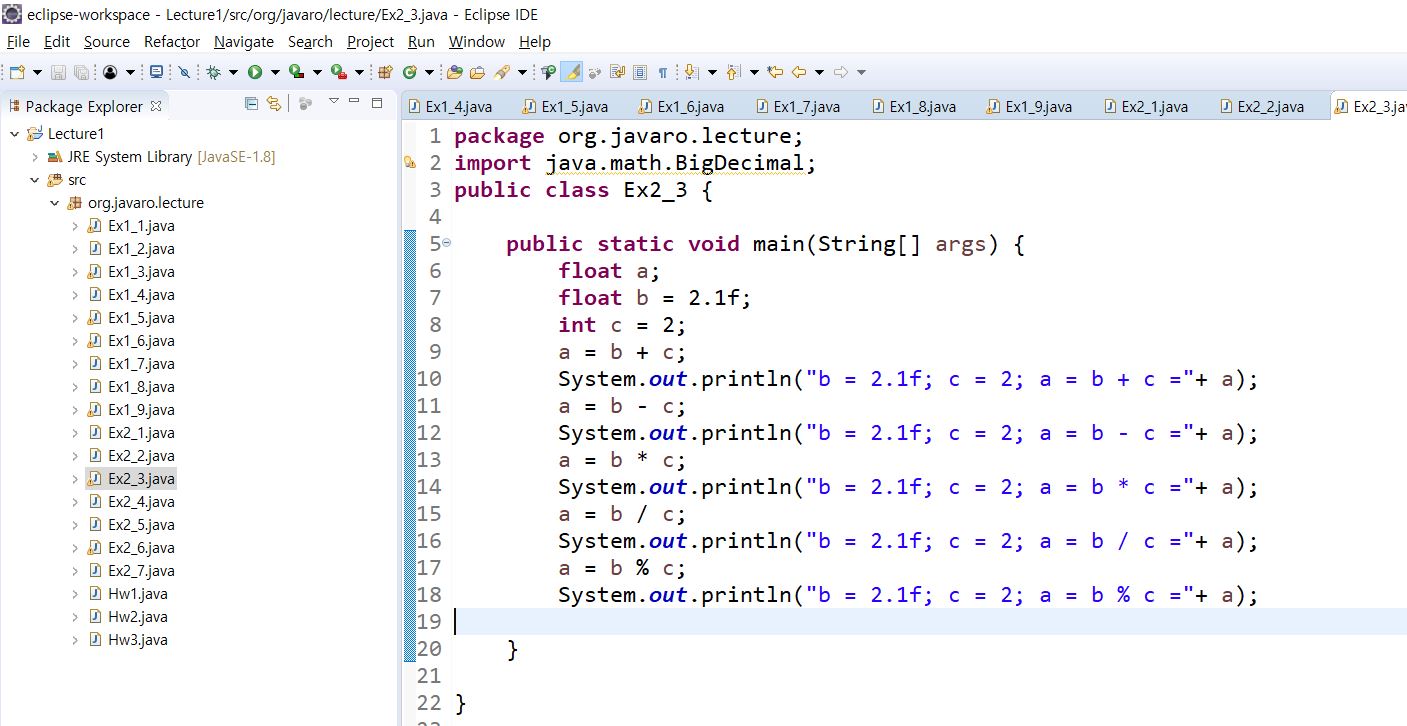 eclipse-workspace - Lecture1/src/org/javaro/lecture/Ex2_3.java - Eclipse IDE
File Edit Source Refactor Navigate Search Project Run Window Help
Package Explorer
Lecture1
JRE System Library [JavaSE-1.8]
src
org.javaro.lecture
Ex1_1.java
Ex1_2.java
Ex1_3.java
Ex1_4.java
Ex1_5.java
Ex1_6.java
Ex1_7.java
Ex1_8.java
Ex1_9.java
Ex2_1.java
Ex2_2.java
Ex2_3.java
Ex2_4.java
Ex2_5.java
Ex2_6.java
Ex2_7.java
Hw1.java
Hw2.java
Hw3.java
Ex1_4.java Ex1_5.java Ex1_6.java Ex1_7.java Ex1_8.java Ex1_9.java Ex2_1.java Ex2_2.java Ex2_3.ja
1 package org.javaro.lecture;
2 import java.math.BigDecimal;
3 public class Ex2_3 {
4
5 public static void main(String[] args) {
6 float a;
7 float b = 2.1f;
8 int c = 2;
9 a = b + c;
10 System.out.println("b = 2.1f; c = 2; a = b + c ="+ a);
11 a = b - c;
12 System.out.println("b = 2.1f; c = 2; a = b - c ="+ a);
13 a = b * c;
14 System.out.println("b = 2.1f; c = 2; a = b * c ="+ a);
15 a = b / c;
16 System.out.println("b = 2.1f; c = 2; a = b / c ="+ a);
17 a = b % c;
18 System.out.println("b = 2.1f; c = 2; a = b % c ="+ a);
19
20 }
21
22 }